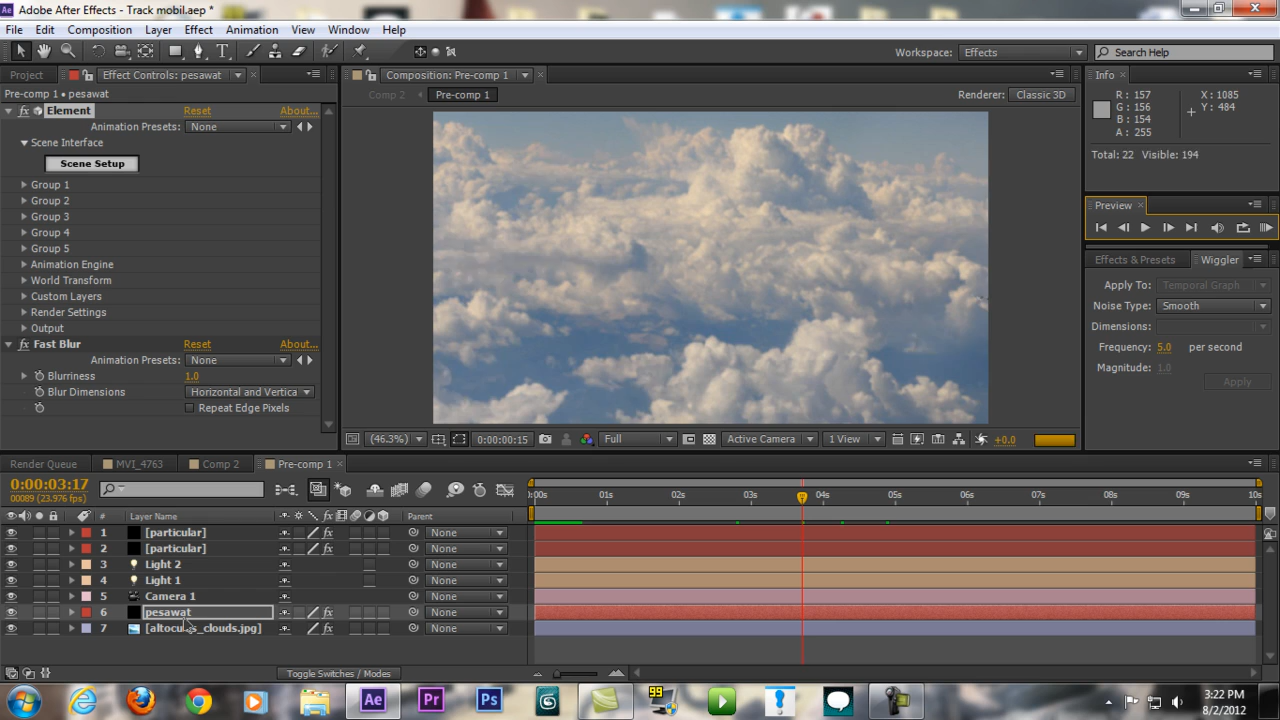 Adobe After Effects - Track mobil.aep *
File Edit Composition Layer Effect Animation View Window Help
Workspace: Effects Search Help
Project Effect Controls: pesawat
Pre-comp 1 • pesawat
Element Reset About...
Animation Presets: None
Scene Interface
Scene Setup
Group 1
Group 2
Group 3
Group 4
Group 5
Animation Engine
World Transform
Custom Layers
Render Settings
Output
Fast Blur Reset About...
Animation Presets: None
Blurriness 1.0
Blur Dimensions Horizontal and Vertica
Repeat Edge Pixels
Composition: Pre-comp 1
Comp 2 Pre-comp 1 Renderer: Classic 3D
(46.3%) 0:00:00:15 Full Active Camera 1 View +0.0
Info
R : 157 X : 1085
G : 156 Y : 484
B : 154
A : 255
Total: 22 Visible: 194
Preview
Effects & Presets Wiggler
Apply To: Temporal Graph
Noise Type: Smooth
Dimensions:
Frequency: 5.0 per second
Magnitude: 1.0
Apply
Render Queue MVI_4763 Comp 2 Pre-comp 1
0:00:03:17
00089 (23.976 fps)
0:00s 01s 02s 03s 04s 05s 06s 07s 08s 09s 10s
# Layer Name Parent
1 [particular] None
2 [particular] None
3 Light 2 None
4 Light 1 None
5 Camera 1 None
6 pesawat None
7 None
Toggle Switches / Modes
Ae Pr Ps 99
3:22 PM
8/2/2012